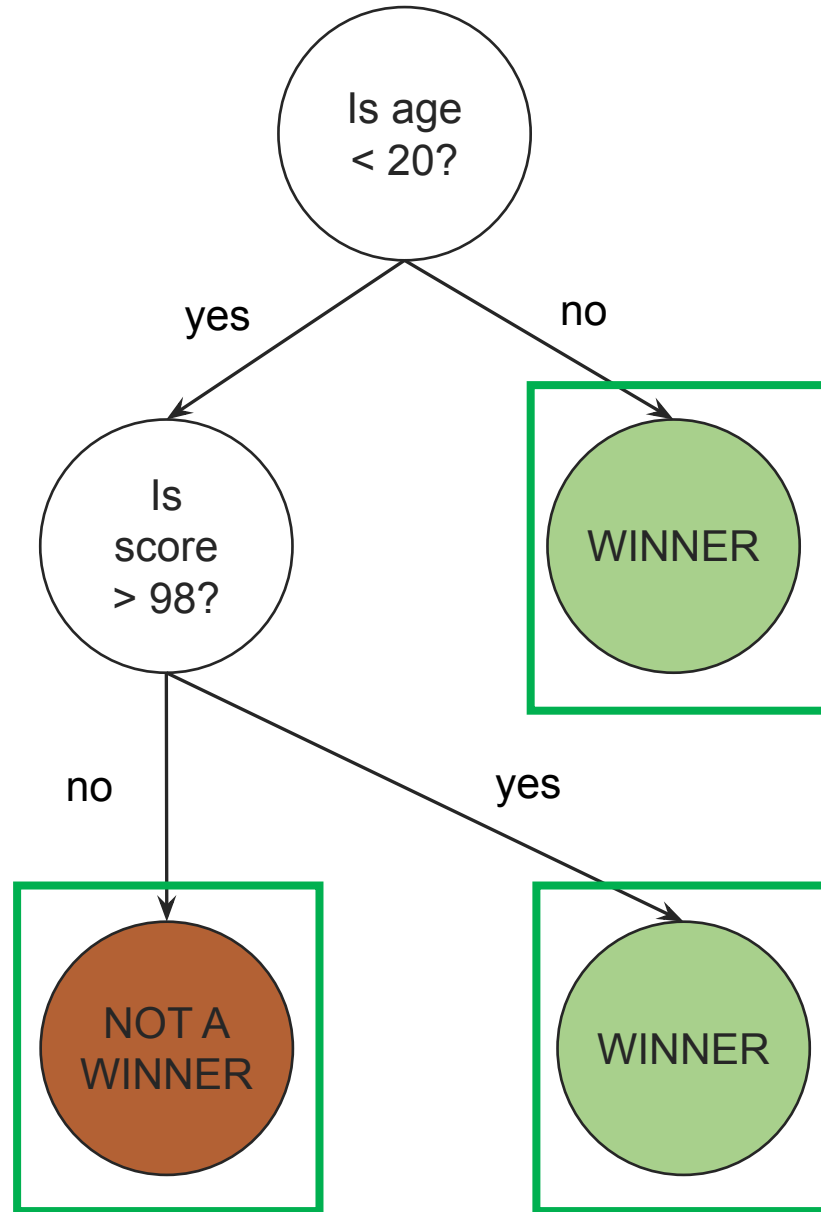 Is age
< 20?
yes
no
Is
score
> 98?
WINNER
no
yes
NOT A
WINNER
WINNER